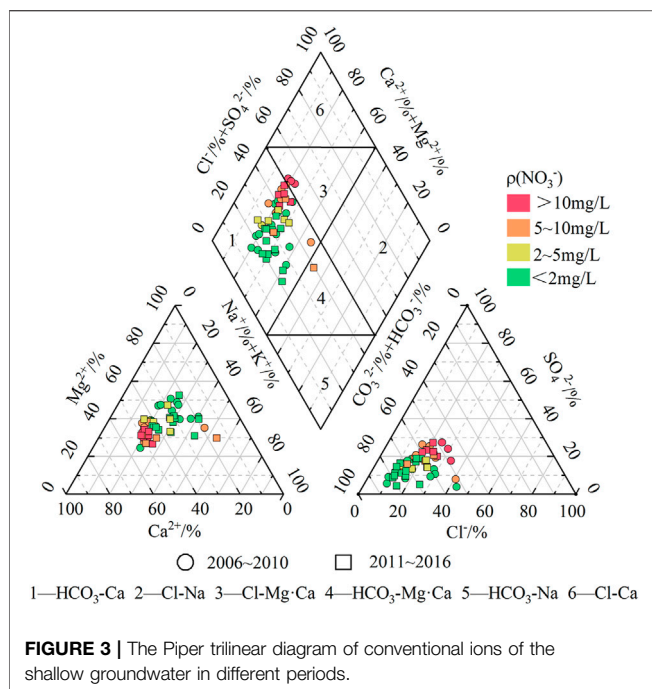 100 100
80 80
60 60
40 40
20 20
0 0
Cl⁻/%+SO₄²⁻/%
Ca²⁺/%+Mg²⁺/%
6
3
1
2
4
5
ρ(NO₃⁻)
>10mg/L
5~10mg/L
2~5mg/L
<2mg/L
Mg²⁺/%
Na⁺/%+K⁺/%
CO₃²⁻/%+HCO₃⁻/%
SO₄²⁻/%
100 0
80 20
60 40
40 60
20 80
0 100
100 80 60 40 20 0
Ca²⁺/%
100 0
80 20
60 40
40 60
20 80
0 100
0 20 40 60 80 100
Cl⁻/%
2006~2010 2011~2016
1—HCO₃-Ca 2—Cl-Na 3—Cl-Mg·Ca 4—HCO₃-Mg·Ca 5—HCO₃-Na 6—Cl-Ca
FIGURE 3 | The Piper trilinear diagram of conventional ions of the
shallow groundwater in different periods.